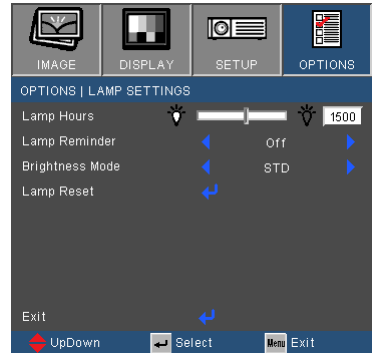 IMAGE DISPLAY SETUP OPTIONS
OPTIONS | LAMP SETTINGS
Lamp Hours 1500
Lamp Reminder Off
Brightness Mode STD
Lamp Reset
Exit
UpDown Select Menu Exit